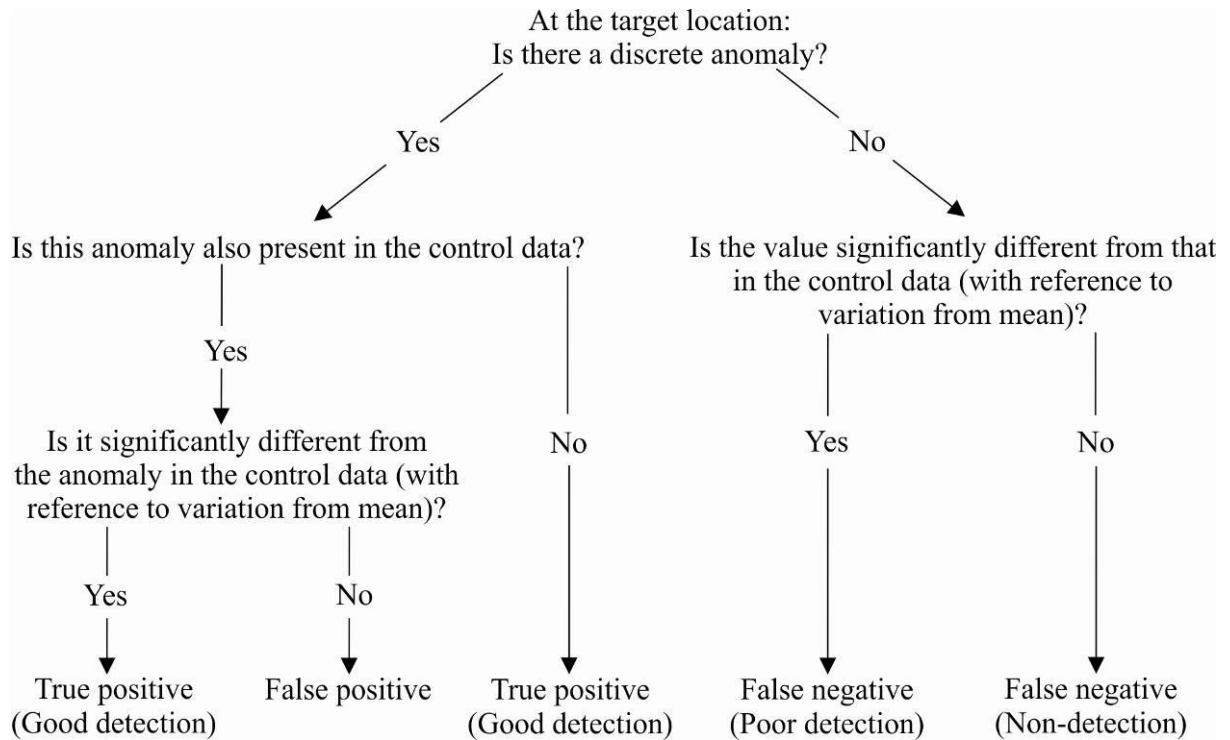 At the target location:
Is there a discrete anomaly?
Yes
No
Is this anomaly also present in the control data?
Is the value significantly different from that
in the control data (with reference to
variation from mean)?
Yes
Is it significantly different from
the anomaly in the control data (with
reference to variation from mean)?
No
Yes
No
Yes
No
True positive
(Good detection)
False positive
True positive
(Good detection)
False negative
(Poor detection)
False negative
(Non-detection)